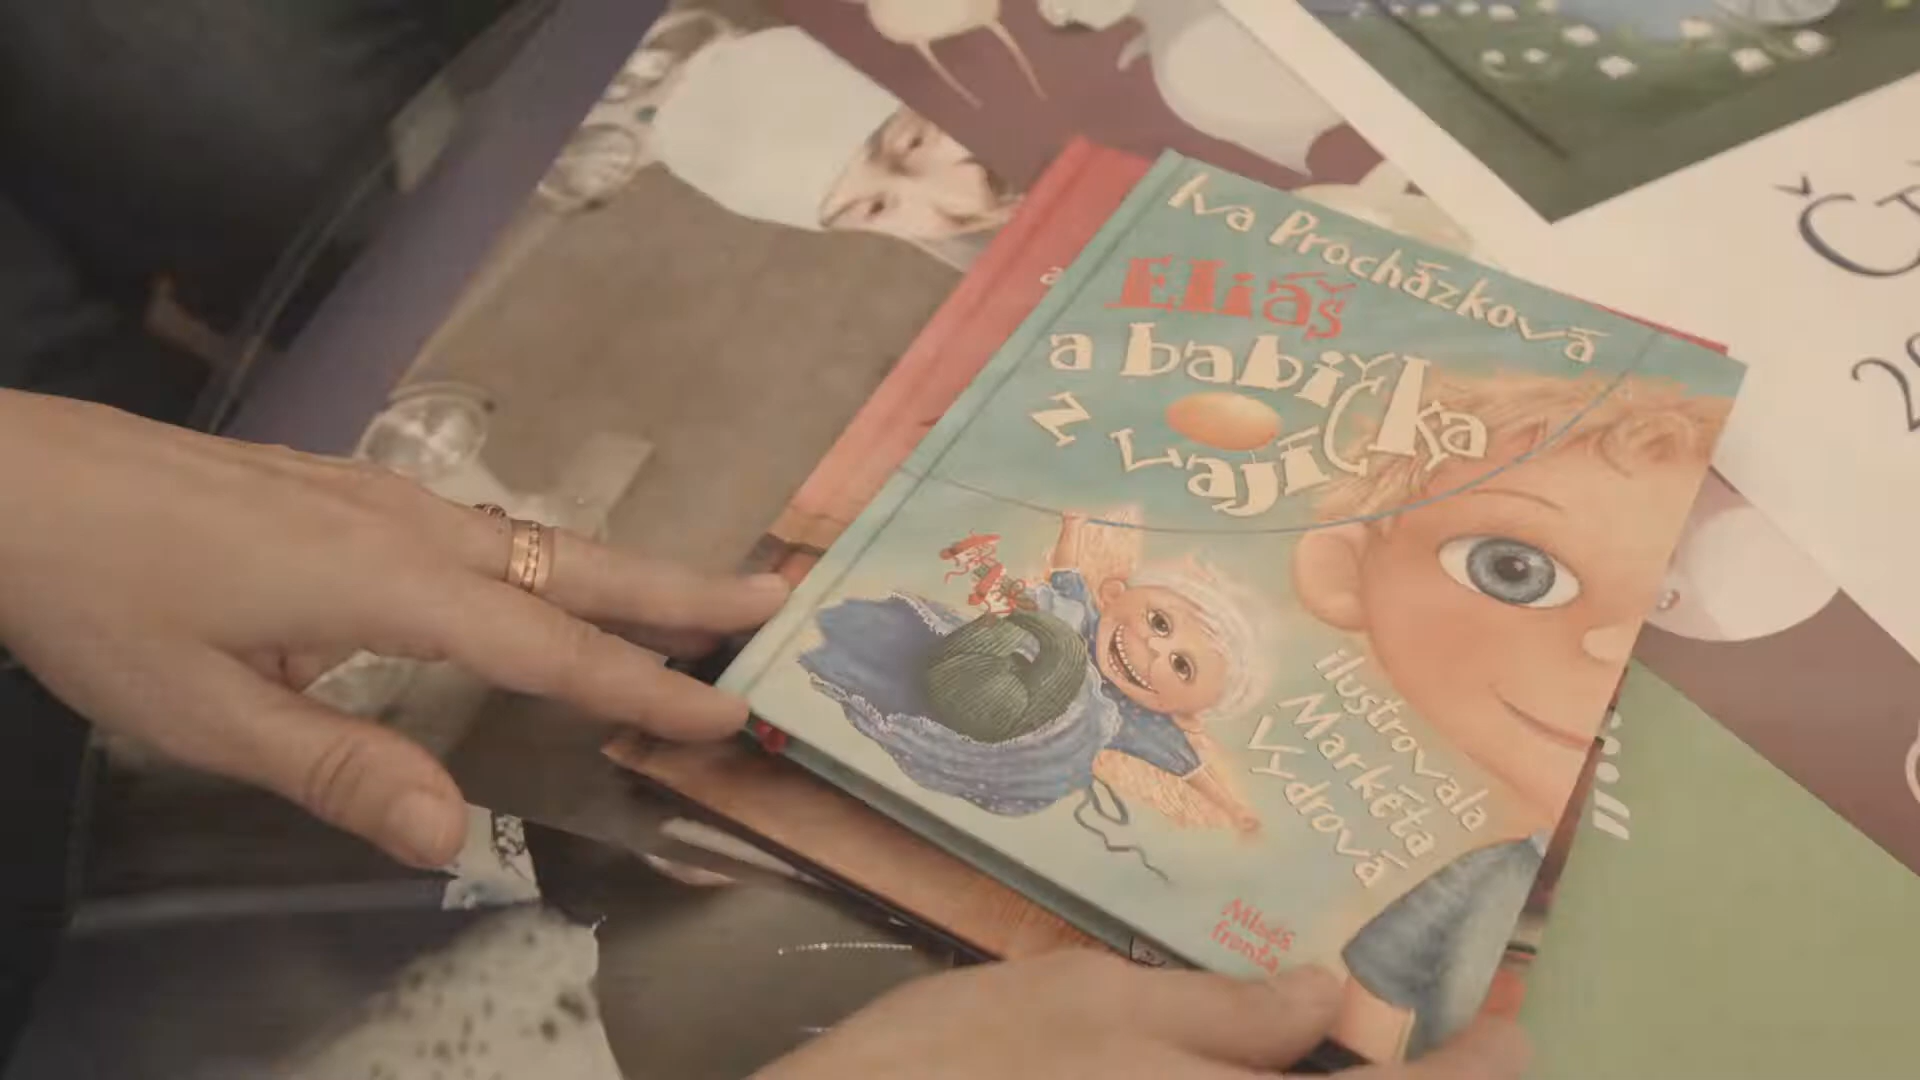 Iva Procházková
Eliáš
a babička
z vajíčka
ilustrovala
Markéta
Vydrová
Mladá
fronta
a